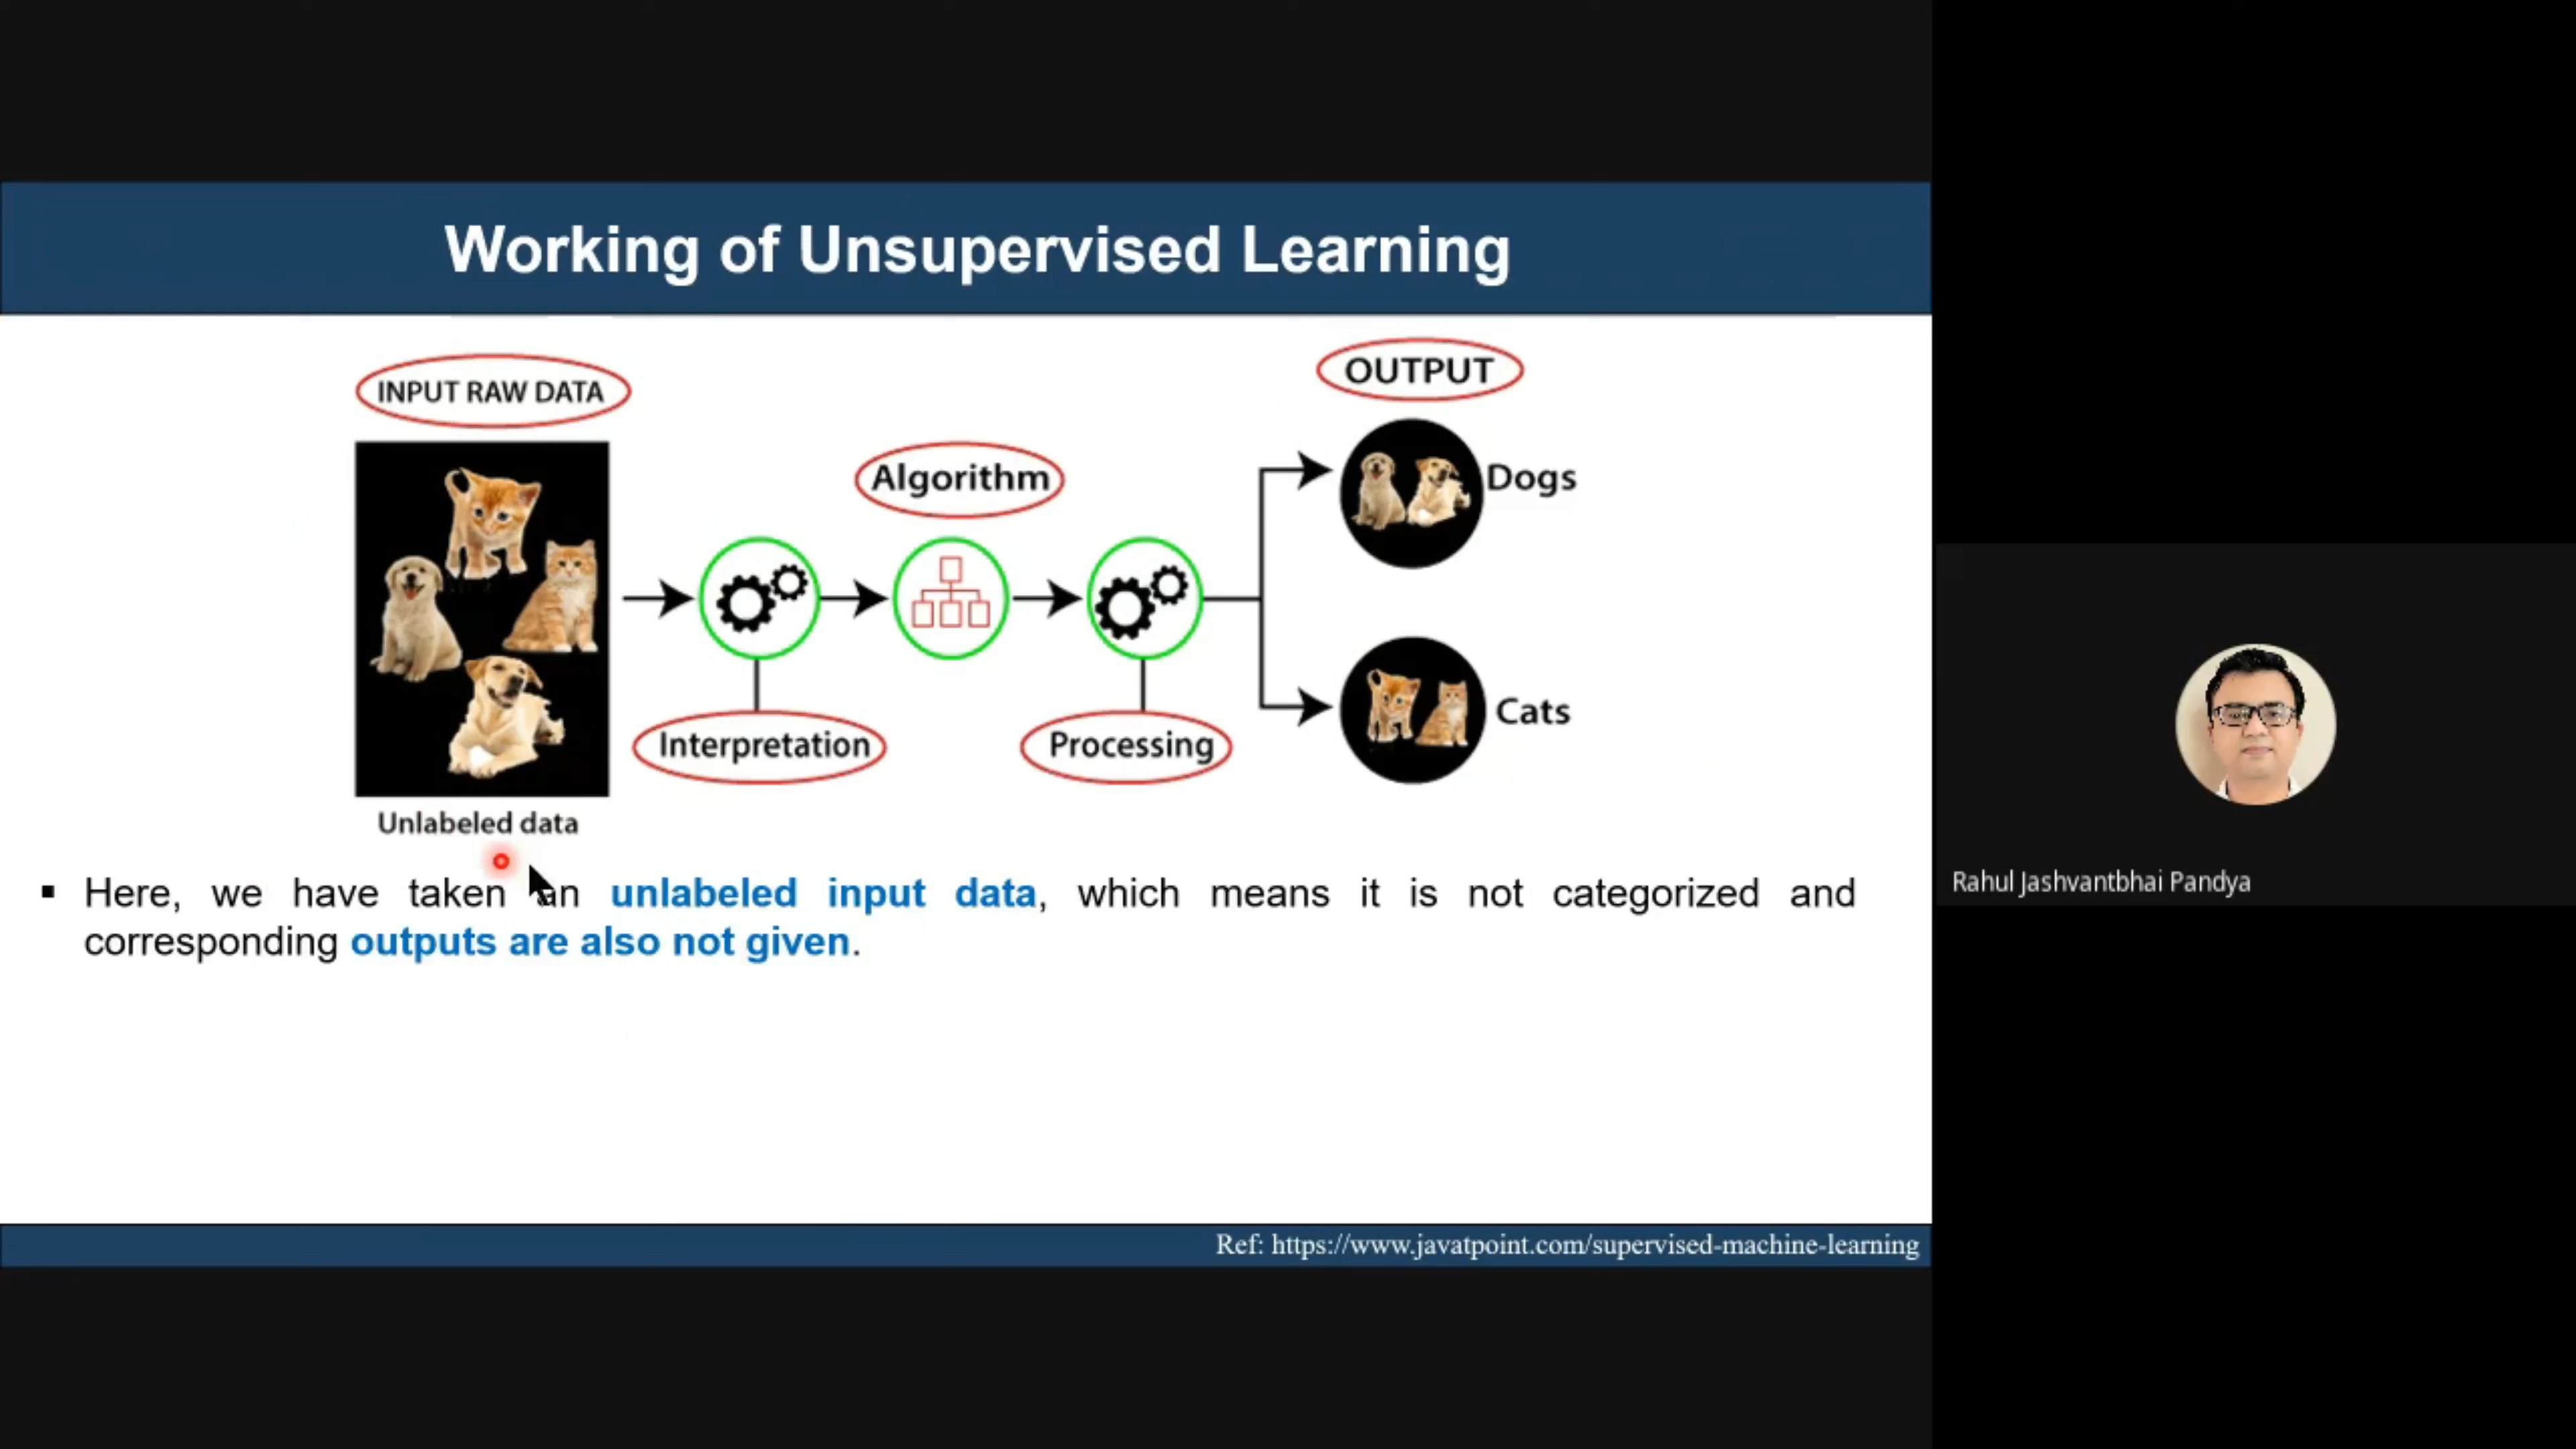 Working of Unsupervised Learning
INPUT RAW DATA
OUTPUT
Algorithm
Dogs
Interpretation
Processing
Cats
Unlabeled data
▪ Here, we have taken an unlabeled input data, which means it is not categorized and
corresponding outputs are also not given.
Ref: https://www.javatpoint.com/supervised-machine-learning
Rahul Jashvantbhai Pandya